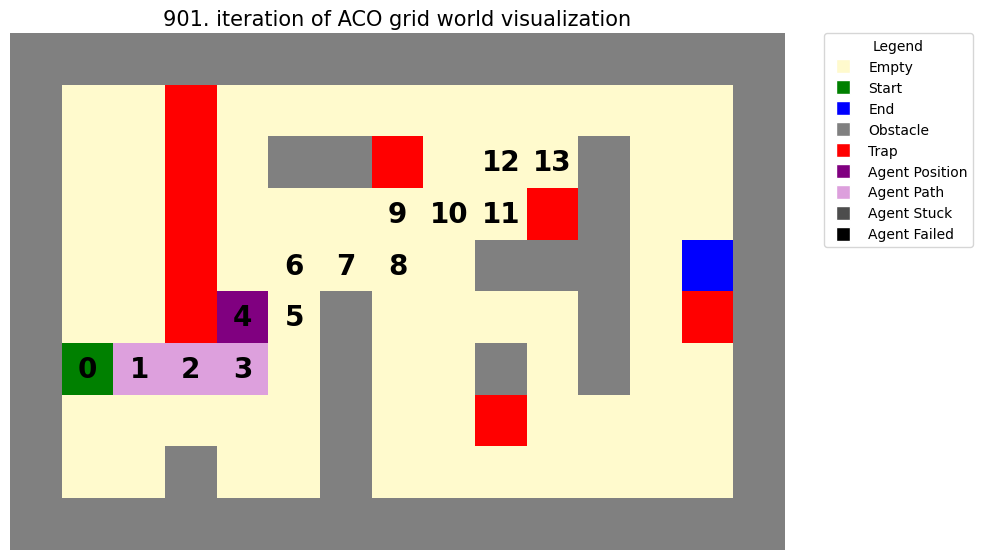 901. iteration of ACO grid world visualization
Legend
Empty
Start
End
Obstacle
Trap
Agent Position
Agent Path
Agent Stuck
Agent Failed
12 13
9 10 11
6 7 8
4 5
0 1 2 3